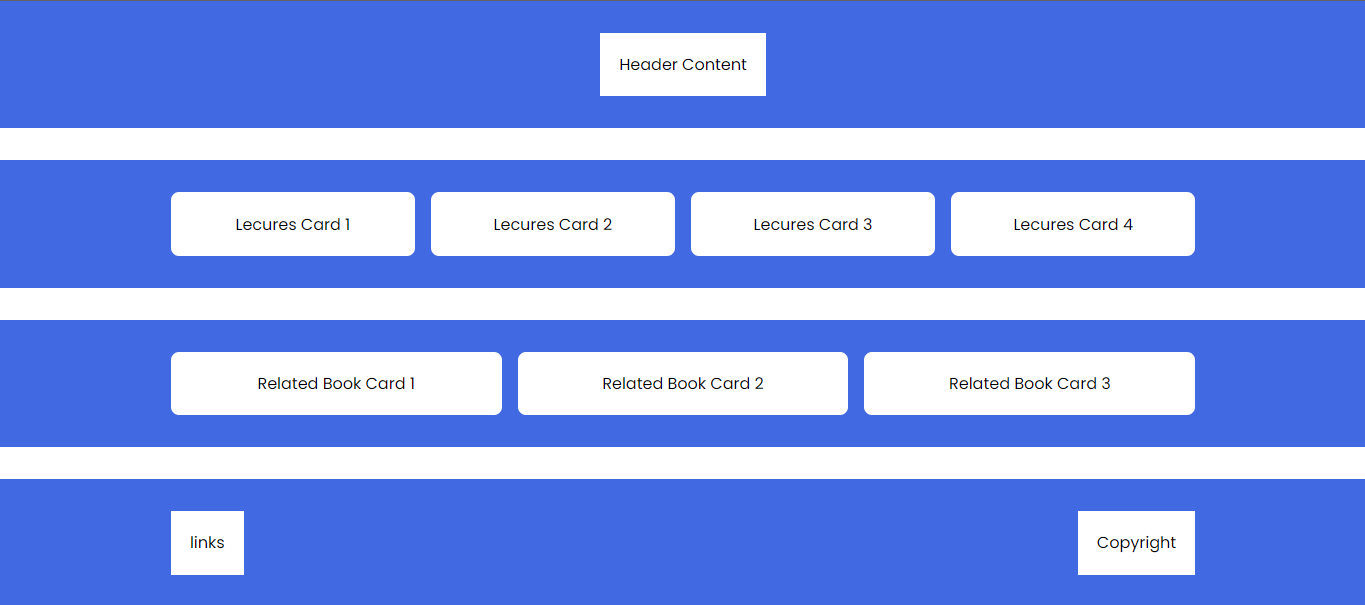 Header Content
Lecures Card 1
Lecures Card 2
Lecures Card 3
Lecures Card 4
Related Book Card 1
Related Book Card 2
Related Book Card 3
links
Copyright